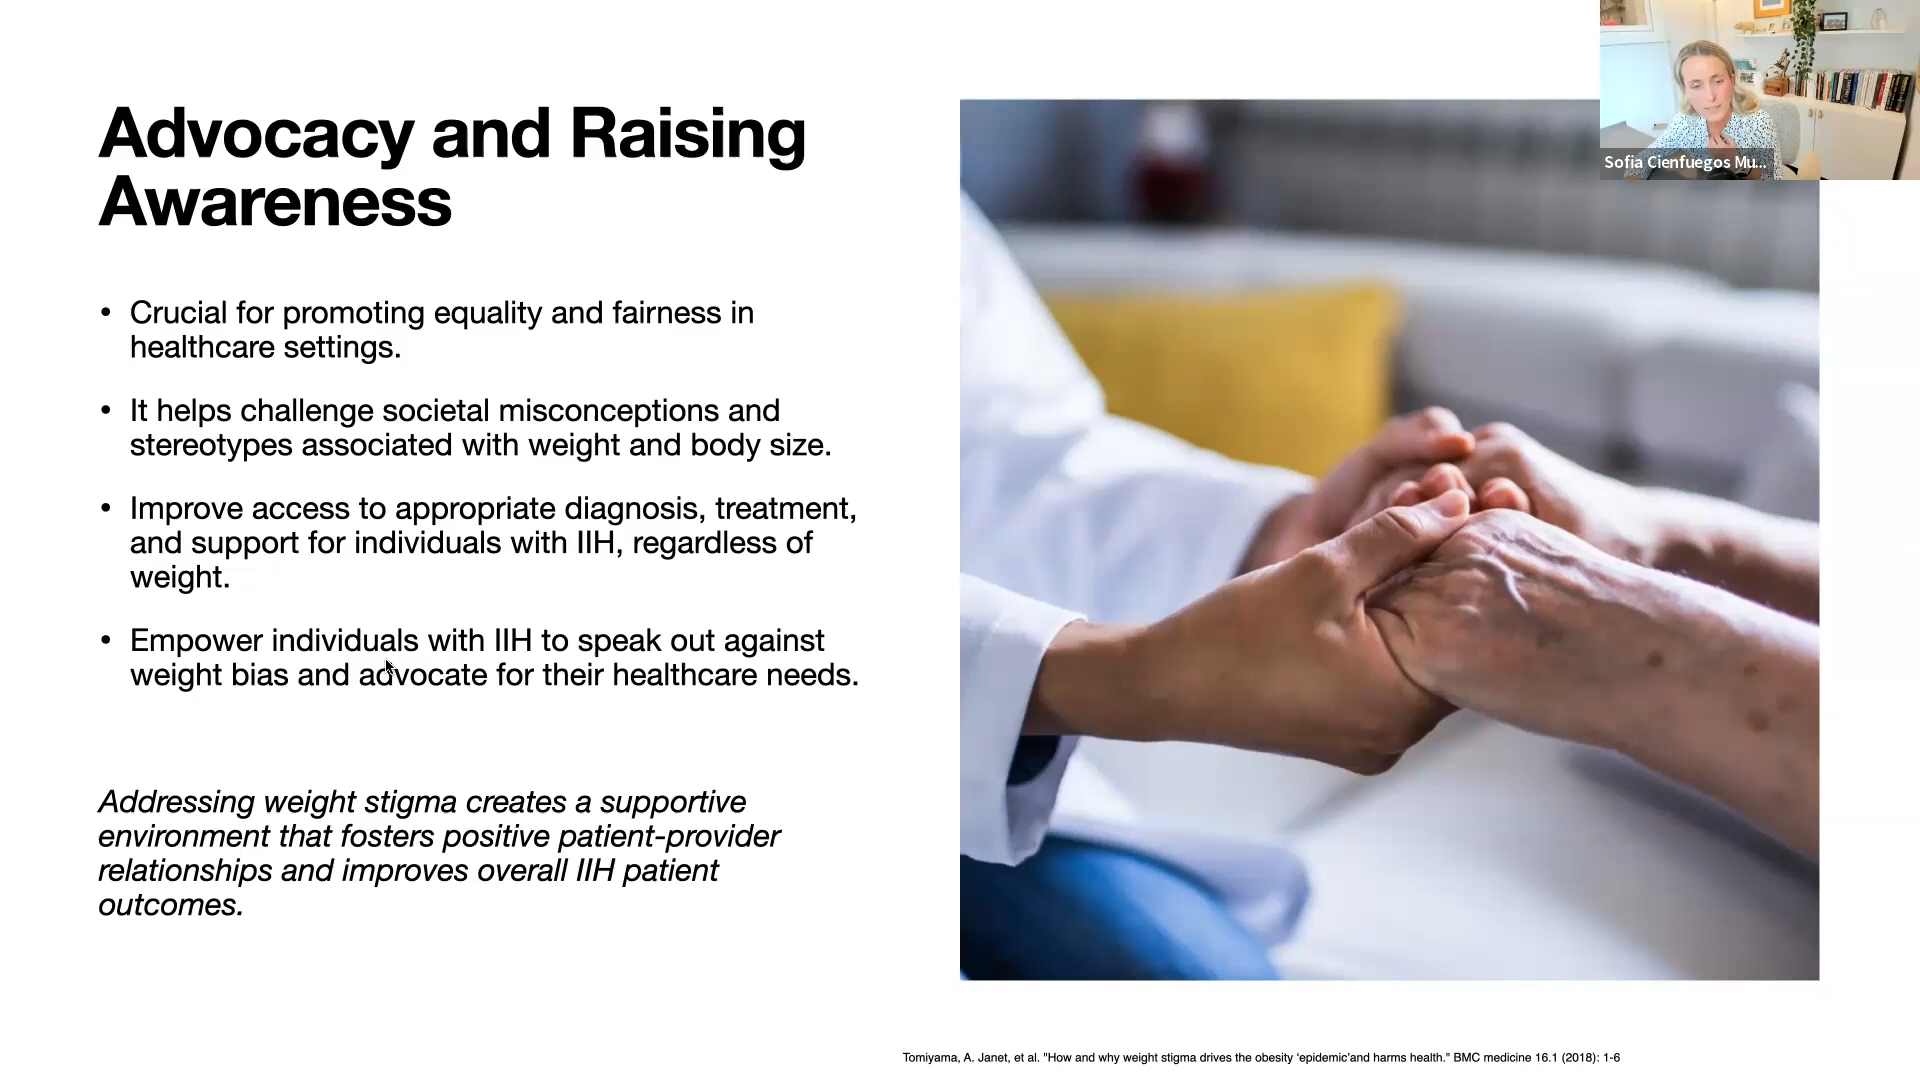 Advocacy and Raising
Awareness
• Crucial for promoting equality and fairness in
healthcare settings.
• It helps challenge societal misconceptions and
stereotypes associated with weight and body size.
• Improve access to appropriate diagnosis, treatment,
and support for individuals with IIH, regardless of
weight.
• Empower individuals with IIH to speak out against
weight bias and advocate for their healthcare needs.
Addressing weight stigma creates a supportive
environment that fosters positive patient-provider
relationships and improves overall IIH patient
outcomes.
Sofia Cienfuegos Mu...
Tomiyama, A. Janet, et al. "How and why weight stigma drives the obesity ‘epidemic’and harms health." BMC medicine 16.1 (2018): 1-6